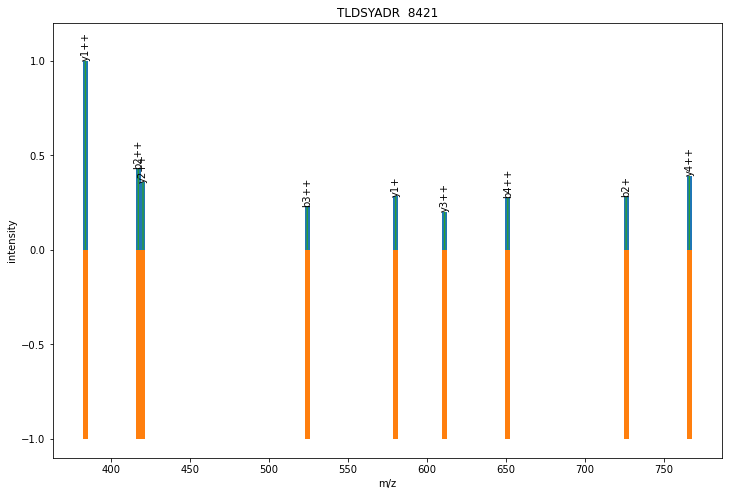 TLDSYADR 8421
y1++
b2++
y2++
b3++
y1+
y3++
b4++
b2+
y4++
1.0
0.5
0.0
−0.5
−1.0
intensity
400 450 500 550 600 650 700 750
m/z